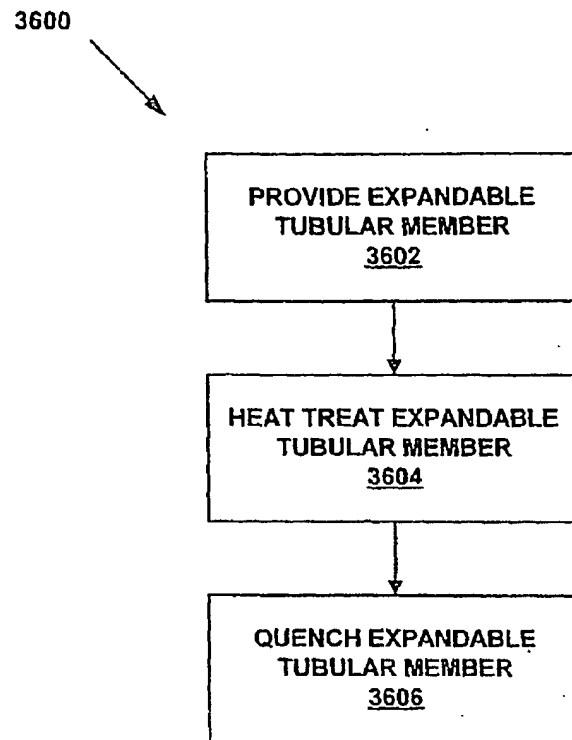 3600
PROVIDE EXPANDABLE
TUBULAR MEMBER
3602
HEAT TREAT EXPANDABLE
TUBULAR MEMBER
3604
QUENCH EXPANDABLE
TUBULAR MEMBER
3606